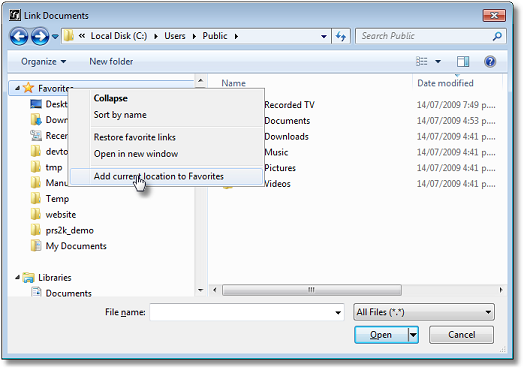 Link Documents
« Local Disk (C:) Users Public
Search Public
Organize New folder
Favorites
Name Date modified
Collapse
Sort by name
Restore favorite links
Open in new window
Add current location to Favorites
Deskt
Down
Recen
devto
tmp
Manu
Temp
website
prs2k_demo
My Documents
Libraries
Documents
Recorded TV 14/07/2009 7:49 p....
Documents 14/07/2009 4:53 p....
Downloads 14/07/2009 4:41 p....
Music 14/07/2009 4:41 p....
Pictures 14/07/2009 4:41 p....
Videos 14/07/2009 4:41 p....
File name: All Files (*.*)
Open Cancel